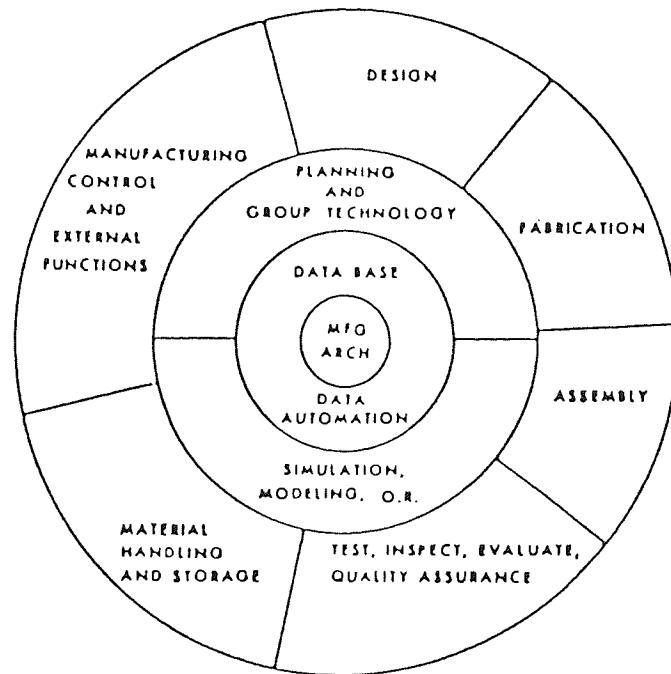 DESIGN
MANUFACTURING
CONTROL
AND
EXTERNAL
FUNCTIONS
PLANNING
AND
GROUP TECHNOLOGY
FABRICATION
DATA BASE
MFG
ARCH
DATA
AUTOMATION
ASSEMBLY
SIMULATION,
MODELING, O.R.
MATERIAL
HANDLING
AND STORAGE
TEST, INSPECT, EVALUATE,
QUALITY ASSURANCE